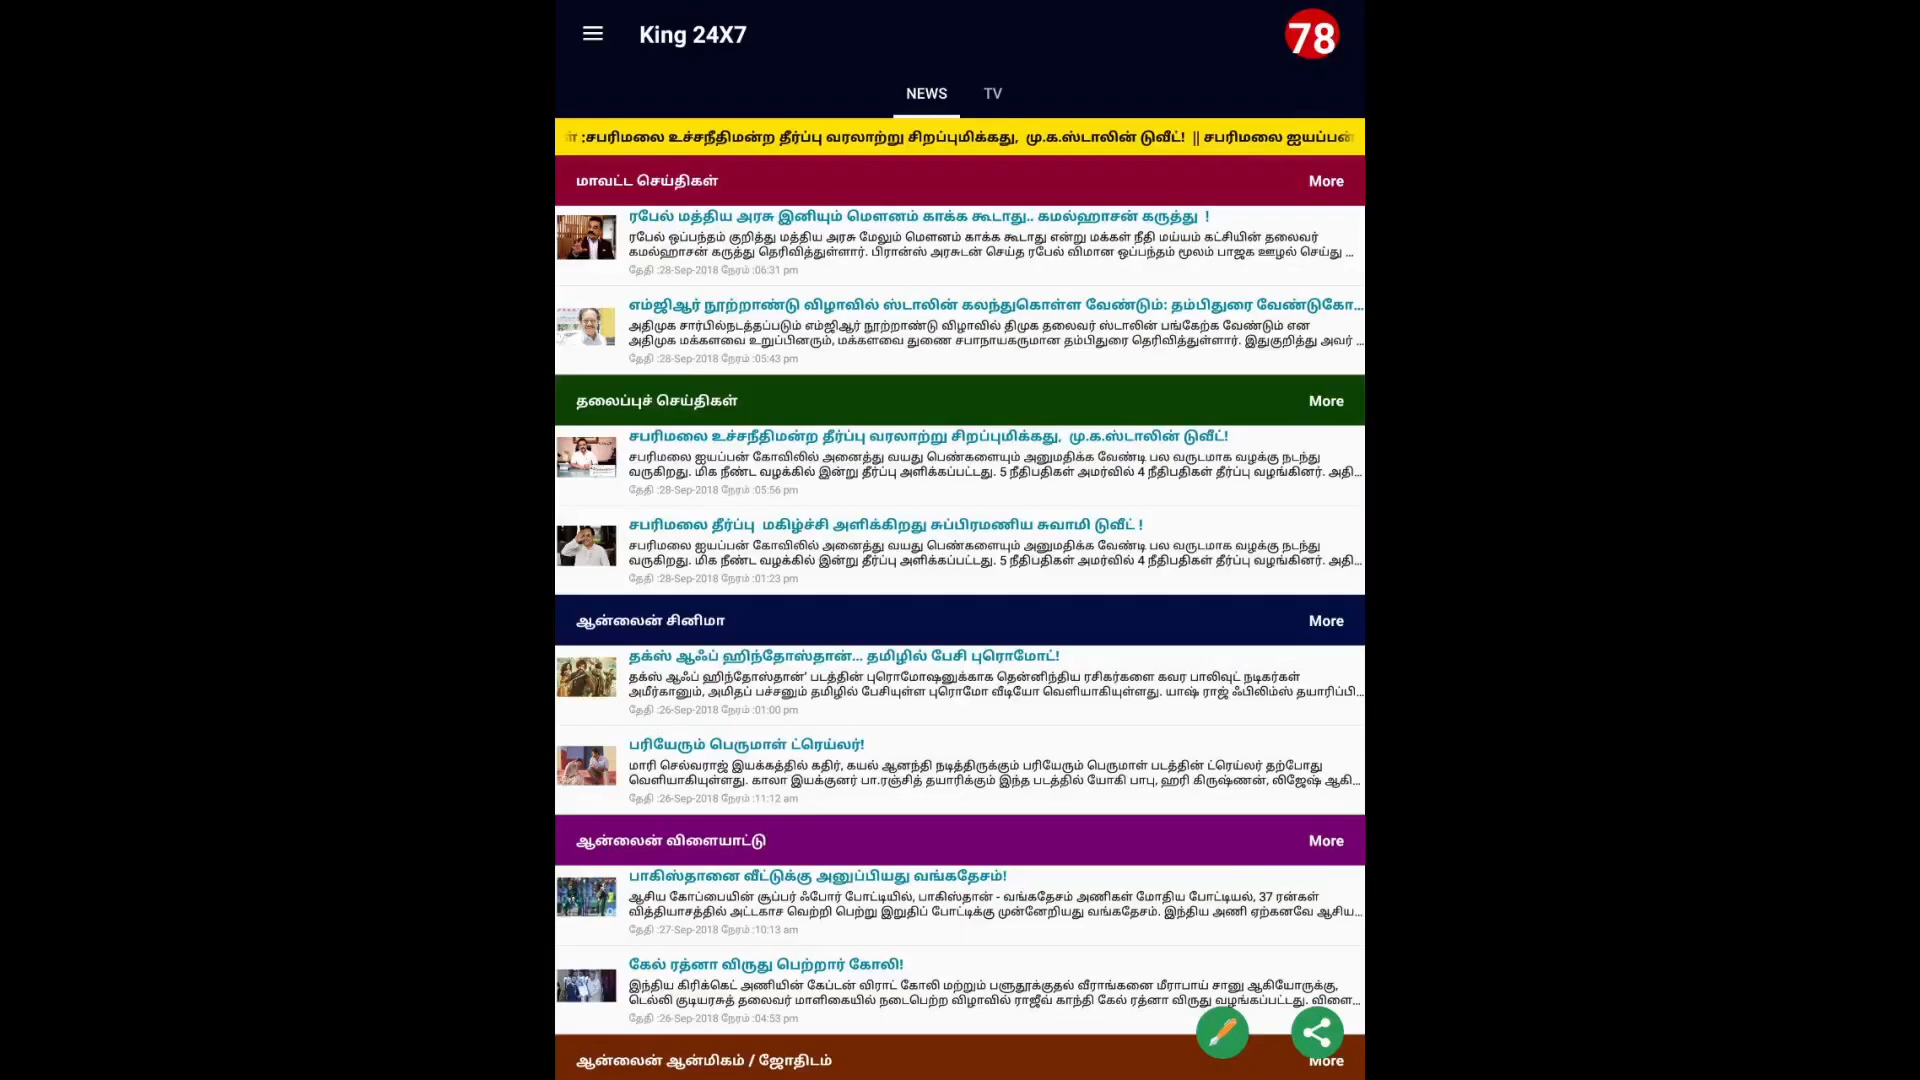 King 24X7
78
NEWS TV
:சபரிமலை உச்சநீதிமன்ற தீர்ப்பு வரலாற்று சிறப்புமிக்கது, மு.க.ஸ்டாலின் டுவீட்! || சபரிமலை ஐயப்பன்
மாவட்ட செய்திகள் More
ரபேல் மத்திய அரசு இனியும் மௌனம் காக்க கூடாது.. கமல்ஹாசன் கருத்து !
ரபேல் ஒப்பந்தம் குறித்து மத்திய அரசு மேலும் மௌனம் காக்க கூடாது என்று மக்கள் நீதி மய்யம் கட்சியின் தலைவர்
கமல்ஹாசன் கருத்து தெரிவித்துள்ளார். பிரான்ஸ் அரசுடன் செய்த ரபேல் விமான ஒப்பந்தம் மூலம் பாஜக ஊழல் செய்து ...
தேதி :28-Sep-2018 நேரம் :06:31 pm
எம்ஜிஆர் நூற்றாண்டு விழாவில் ஸ்டாலின் கலந்துகொள்ள வேண்டும்: தம்பிதுரை வேண்டுகோ...
அதிமுக சார்பில்நடத்தப்படும் எம்ஜிஆர் நூற்றாண்டு விழாவில் திமுக தலைவர் ஸ்டாலின் பங்கேற்க வேண்டும் என
அதிமுக மக்களவை உறுப்பினரும், மக்களவை துணை சபாநாயகருமான தம்பிதுரை தெரிவித்துள்ளார். இதுகுறித்து அவர் ...
தேதி :28-Sep-2018 நேரம் :05:43 pm
தலைப்புச் செய்திகள் More
சபரிமலை உச்சநீதிமன்ற தீர்ப்பு வரலாற்று சிறப்புமிக்கது, மு.க.ஸ்டாலின் டுவீட்!
சபரிமலை ஐயப்பன் கோவிலில் அனைத்து வயது பெண்களையும் அனுமதிக்க வேண்டி பல வருடமாக வழக்கு நடந்து
வருகிறது. மிக நீண்ட வழக்கில் இன்று தீர்ப்பு அளிக்கப்பட்டது. 5 நீதிபதிகள் அமர்வில் 4 நீதிபதிகள் தீர்ப்பு வழங்கினர். அதி...
தேதி :28-Sep-2018 நேரம் :05:56 pm
சபரிமலை தீர்ப்பு மகிழ்ச்சி அளிக்கிறது சுப்பிரமணிய சுவாமி டுவீட் !
சபரிமலை ஐயப்பன் கோவிலில் அனைத்து வயது பெண்களையும் அனுமதிக்க வேண்டி பல வருடமாக வழக்கு நடந்து
வருகிறது. மிக நீண்ட வழக்கில் இன்று தீர்ப்பு அளிக்கப்பட்டது. 5 நீதிபதிகள் அமர்வில் 4 நீதிபதிகள் தீர்ப்பு வழங்கினர். அதி...
தேதி :28-Sep-2018 நேரம் :01:23 pm
ஆன்லைன் சினிமா More
தக்ஸ் ஆஃப் ஹிந்தோஸ்தான்... தமிழில் பேசி புரொமோட்!
தக்ஸ் ஆஃப் ஹிந்தோஸ்தான்' படத்தின் புரொமோஷனுக்காக தென்னிந்திய ரசிகர்களை கவர பாலிவுட் நடிகர்கள்
அமீர்கானும், அமிதப் பச்சனும் தமிழில் பேசியுள்ள புரொமோ வீடியோ வெளியாகியுள்ளது. யாஷ் ராஜ் ஃபிலிம்ஸ் தயாரிப்பி...
தேதி :26-Sep-2018 நேரம் :01:00 pm
பரியேரும் பெருமாள் ட்ரெய்லர்!
மாரி செல்வராஜ் இயக்கத்தில் கதிர், கயல் ஆனந்தி நடித்திருக்கும் பரியேரும் பெருமாள் படத்தின் ட்ரெய்லர் தற்போது
வெளியாகியுள்ளது. காலா இயக்குனர் பா.ரஞ்சித் தயாரிக்கும் இந்த படத்தில் யோகி பாபு, ஹரி கிருஷ்ணன், லிஜேஷ் ஆகி...
தேதி :26-Sep-2018 நேரம் :11:12 am
ஆன்லைன் விளையாட்டு More
பாகிஸ்தானை வீட்டுக்கு அனுப்பியது வங்கதேசம்!
ஆசிய கோப்பையின் சூப்பர் ஃபோர் போட்டியில், பாகிஸ்தான் - வங்கதேசம் அணிகள் மோதிய போட்டியல், 37 ரன்கள்
வித்தியாசத்தில் அட்டகாச வெற்றி பெற்று இறுதிப் போட்டிக்கு முன்னேறியது வங்கதேசம். இந்திய அணி ஏற்கனவே ஆசிய...
தேதி :27-Sep-2018 நேரம் :10:13 am
கேல் ரத்னா விருது பெற்றார் கோலி!
இந்திய கிரிக்கெட் அணியின் கேப்டன் விராட் கோலி மற்றும் பளுதூக்குதல் வீராங்கனை மீராபாய் சானு ஆகியோருக்கு,
டெல்லி குடியரசுத் தலைவர் மாளிகையில் நடைபெற்ற விழாவில் ராஜீவ் காந்தி கேல் ரத்னா விருது வழங்கப்பட்டது. விளை...
தேதி :26-Sep-2018 நேரம் :04:53 pm
ஆன்லைன் ஆன்மிகம் / ஜோதிடம் More